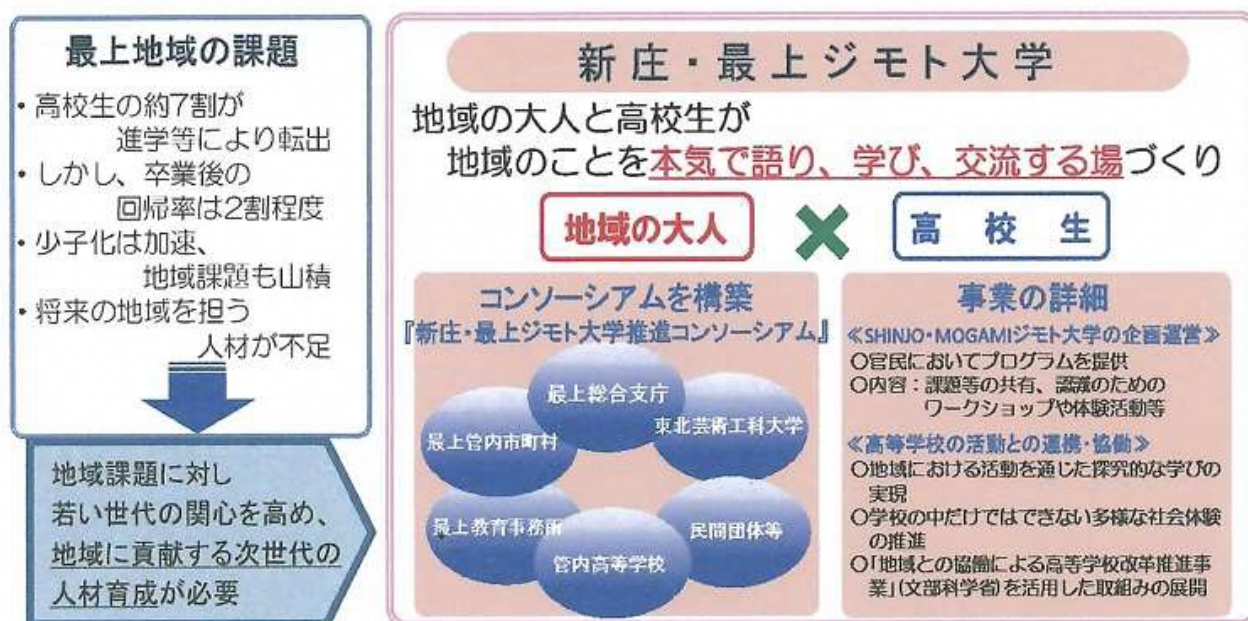 最上地域の課題
・高校生の約7割が
進学等により転出
・しかし、卒業後の
回帰率は2割程度
・少子化は加速、
地域課題も山積
・将来の地域を担う
人材が不足
地域課題に対し
若い世代の関心を高め、
地域に貢献する次世代の
人材育成が必要
新庄・最上ジモト大学
地域の大人と高校生が
地域のことを本気で語り、学び、交流する場づくり
地域の大人
×
高校生
コンソーシアムを構築
『新庄・最上ジモト大学推進コンソーシアム』
最上総合支庁
最上管内市町村
東北芸術工科大学
最上教育事務所
民間団体等
管内高等学校
事業の詳細
≪SHINJO・MOGAMIジモト大学の企画運営≫
○官民においてプログラムを提供
○内容：課題等の共有、認識のための
ワークショップや体験活動等
≪高等学校の活動との連携・協働≫
○地域における活動を通じた探究的な学びの
実現
○学校の中だけではできない多様な社会体験
の推進
○「地域との協働による高等学校改革推進事
業」(文部科学省)を活用した取組みの展開